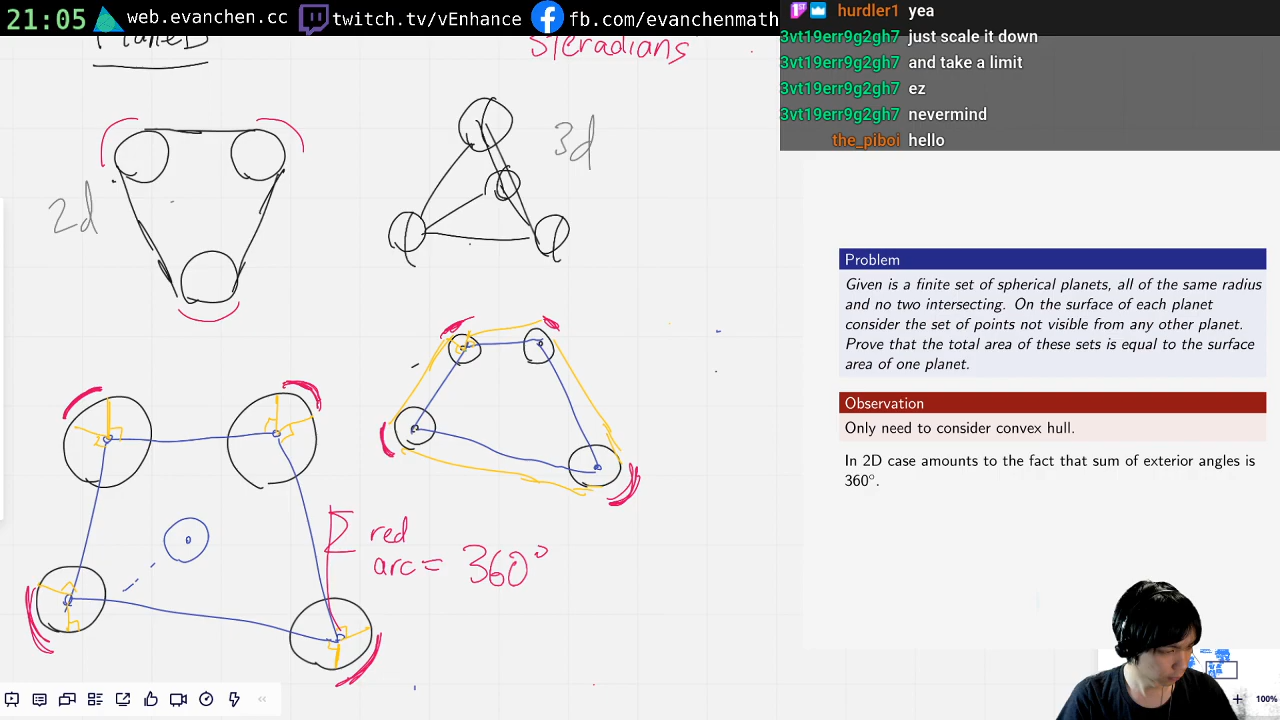 21:05 web.evanchen.cc twitch.tv/vEnhance fb.com/evanchenmath
hurdler1 yea
3vt19err9g2gh7 just scale it down
3vt19err9g2gh7 and take a limit
3vt19err9g2gh7 ez
3vt19err9g2gh7 nevermind
the_piboi hello
Steradians
2d
3d
Σ red
arc = 360°
Problem
Given is a finite set of spherical planets, all of the same radius
and no two intersecting. On the surface of each planet
consider the set of points not visible from any other planet.
Prove that the total area of these sets is equal to the surface
area of one planet.
Observation
Only need to consider convex hull.
In 2D case amounts to the fact that sum of exterior angles is
360°.
100%